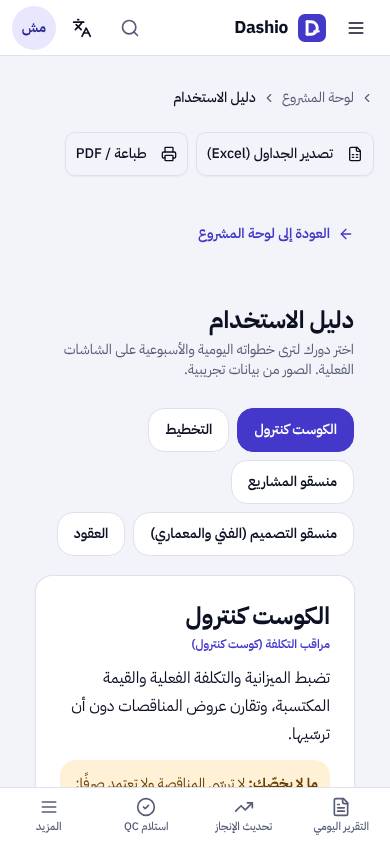 Dashio
مش
لوحة المشروع
دليل الاستخدام
تصدير الجداول (Excel)
طباعة / PDF
العودة إلى لوحة المشروع
دليل الاستخدام
اختر دورك لترى خطواته اليومية والأسبوعية على الشاشات
الفعلية. الصور من بيانات تجريبية.
الكوست كنترول
التخطيط
منسقو المشاريع
منسقو التصميم (الفني والمعماري)
العقود
الكوست كنترول
مراقب التكلفة (كوست كنترول)
تضبط الميزانية والتكلفة الفعلية والقيمة
المكتسبة، وتقارن عروض المناقصات دون أن
ترسّيها.
ما لا يخصّك: لا ترسّي المناقصة ولا تعتمد صرفًا؛
التقرير اليومي
تحديث الإنجاز
استلام QC
المزيد